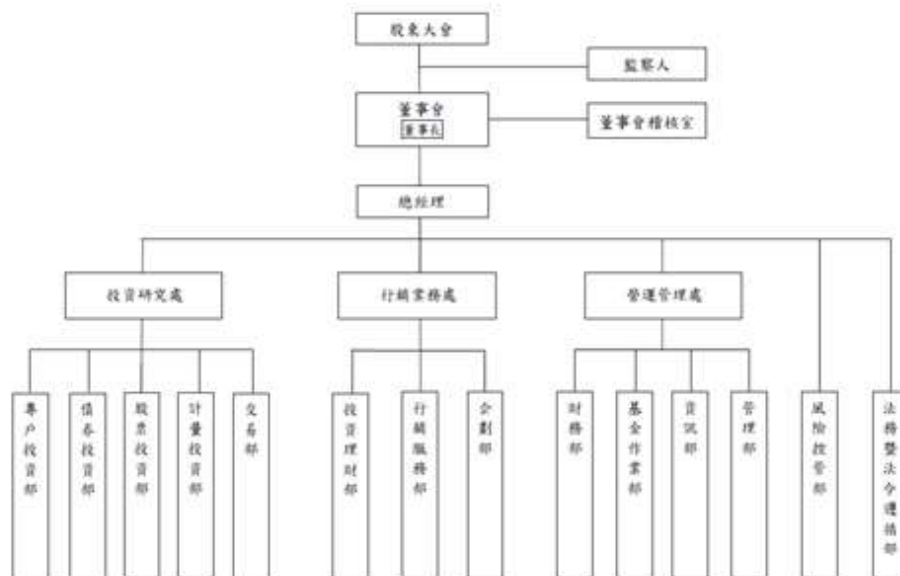 股東大會
監察人
董事會
董事長
董事會稽核室
總經理
投資研究處
行銷業務處
營運管理處
專戶投資部
債券投資部
股票投資部
計量投資部
交易部
投資理財部
行銷服務部
企劃部
財務部
基金作業部
資訊部
管理部
風險控管部
法務暨法令遵循部